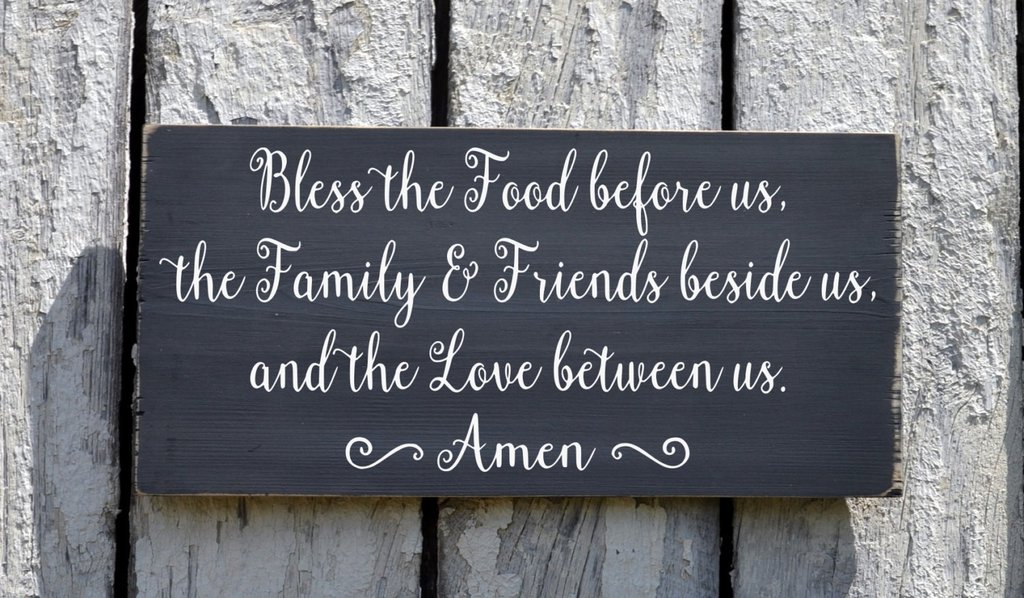 Bless the Food before us,
the Family & Friends beside us,
and the Love between us.
Amen